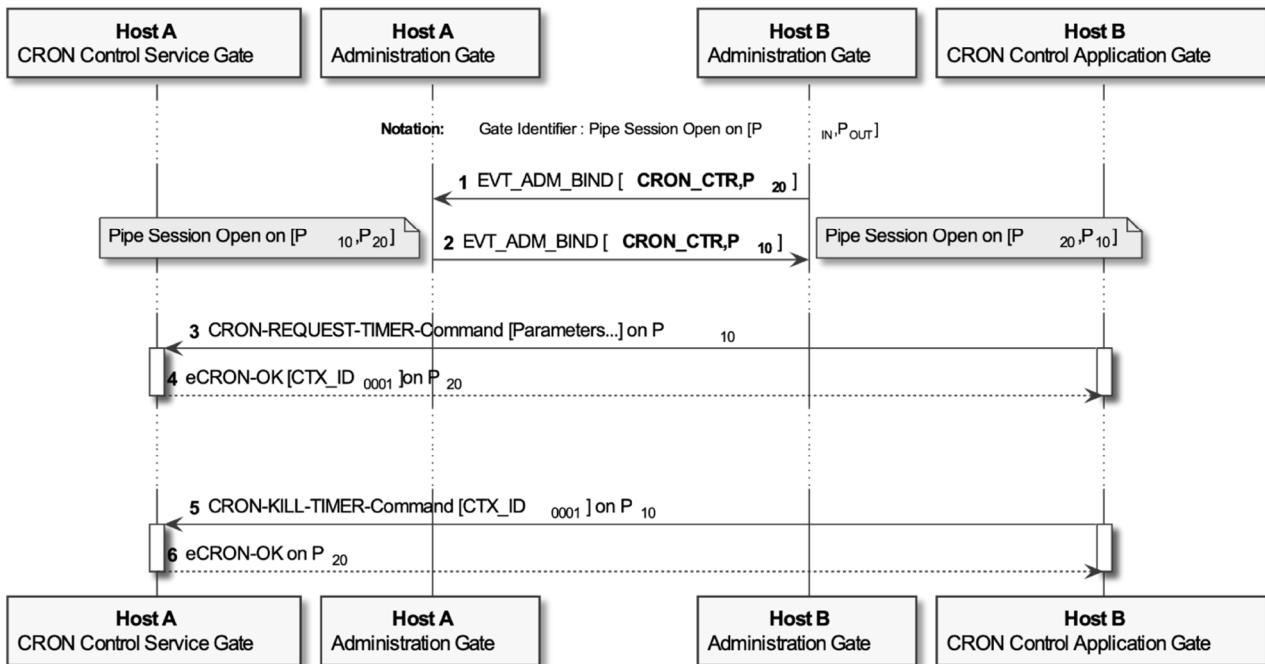 Host A
CRON Control Service Gate
Host A
Administration Gate
Host B
Administration Gate
Host B
CRON Control Application Gate
Notation: Gate Identifier : Pipe Session Open on [P IN,POUT]
1 EVT_ADM_BIND [ CRON_CTR,P 20 ]
Pipe Session Open on [P 10,P20]
2 EVT_ADM_BIND [ CRON_CTR,P 10 ]
Pipe Session Open on [P 20,P10]
3 CRON-REQUEST-TIMER-Command [Parameters...] on P 10
4 eCRON-OK [CTX_ID 0001 ]on P 20
5 CRON-KILL-TIMER-Command [CTX_ID 0001 ] on P 10
6 eCRON-OK on P 20
Host A
CRON Control Service Gate
Host A
Administration Gate
Host B
Administration Gate
Host B
CRON Control Application Gate